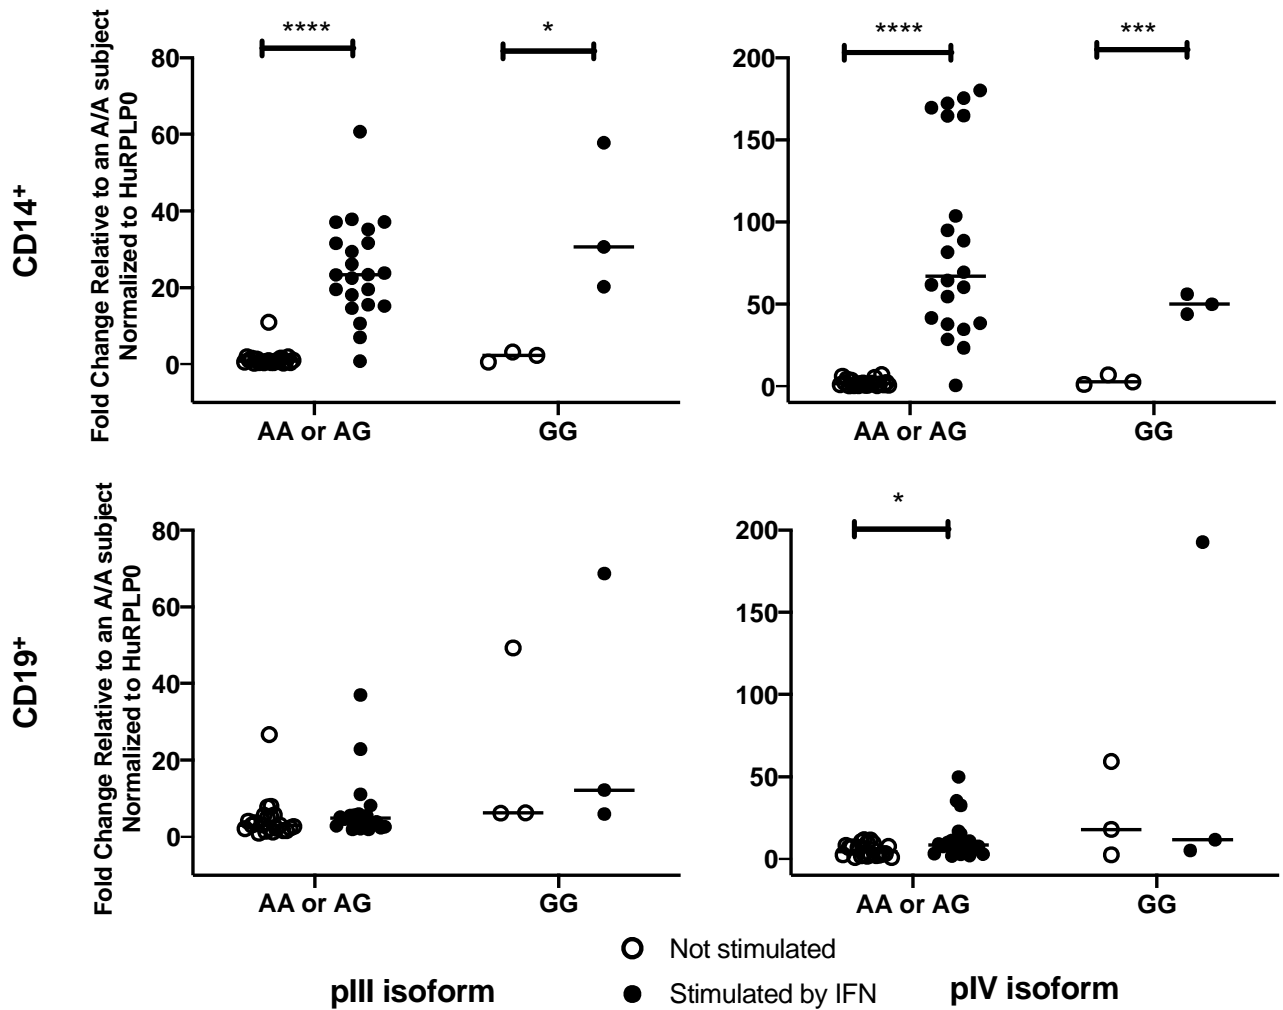 **** * **** ***
CD14+
Fold Change Relative to an A/A subject
Normalized to HuRPLP0
80
60
40
20
0
AA or AG GG
200
150
100
50
0
AA or AG GG
CD19+
Fold Change Relative to an A/A subject
Normalized to HuRPLP0
80
60
40
20
0
AA or AG GG
*
200
150
100
50
0
AA or AG GG
Not stimulated
Stimulated by IFN
pIII isoform pIV isoform